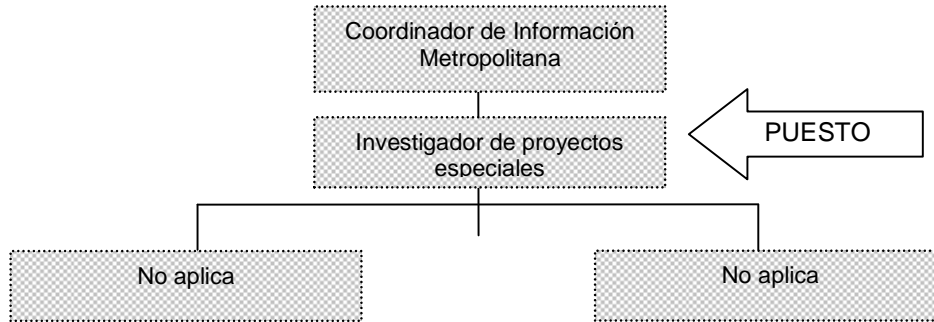 Coordinador de Información
Metropolitana
Investigador de proyectos
especiales
PUESTO
No aplica
No aplica